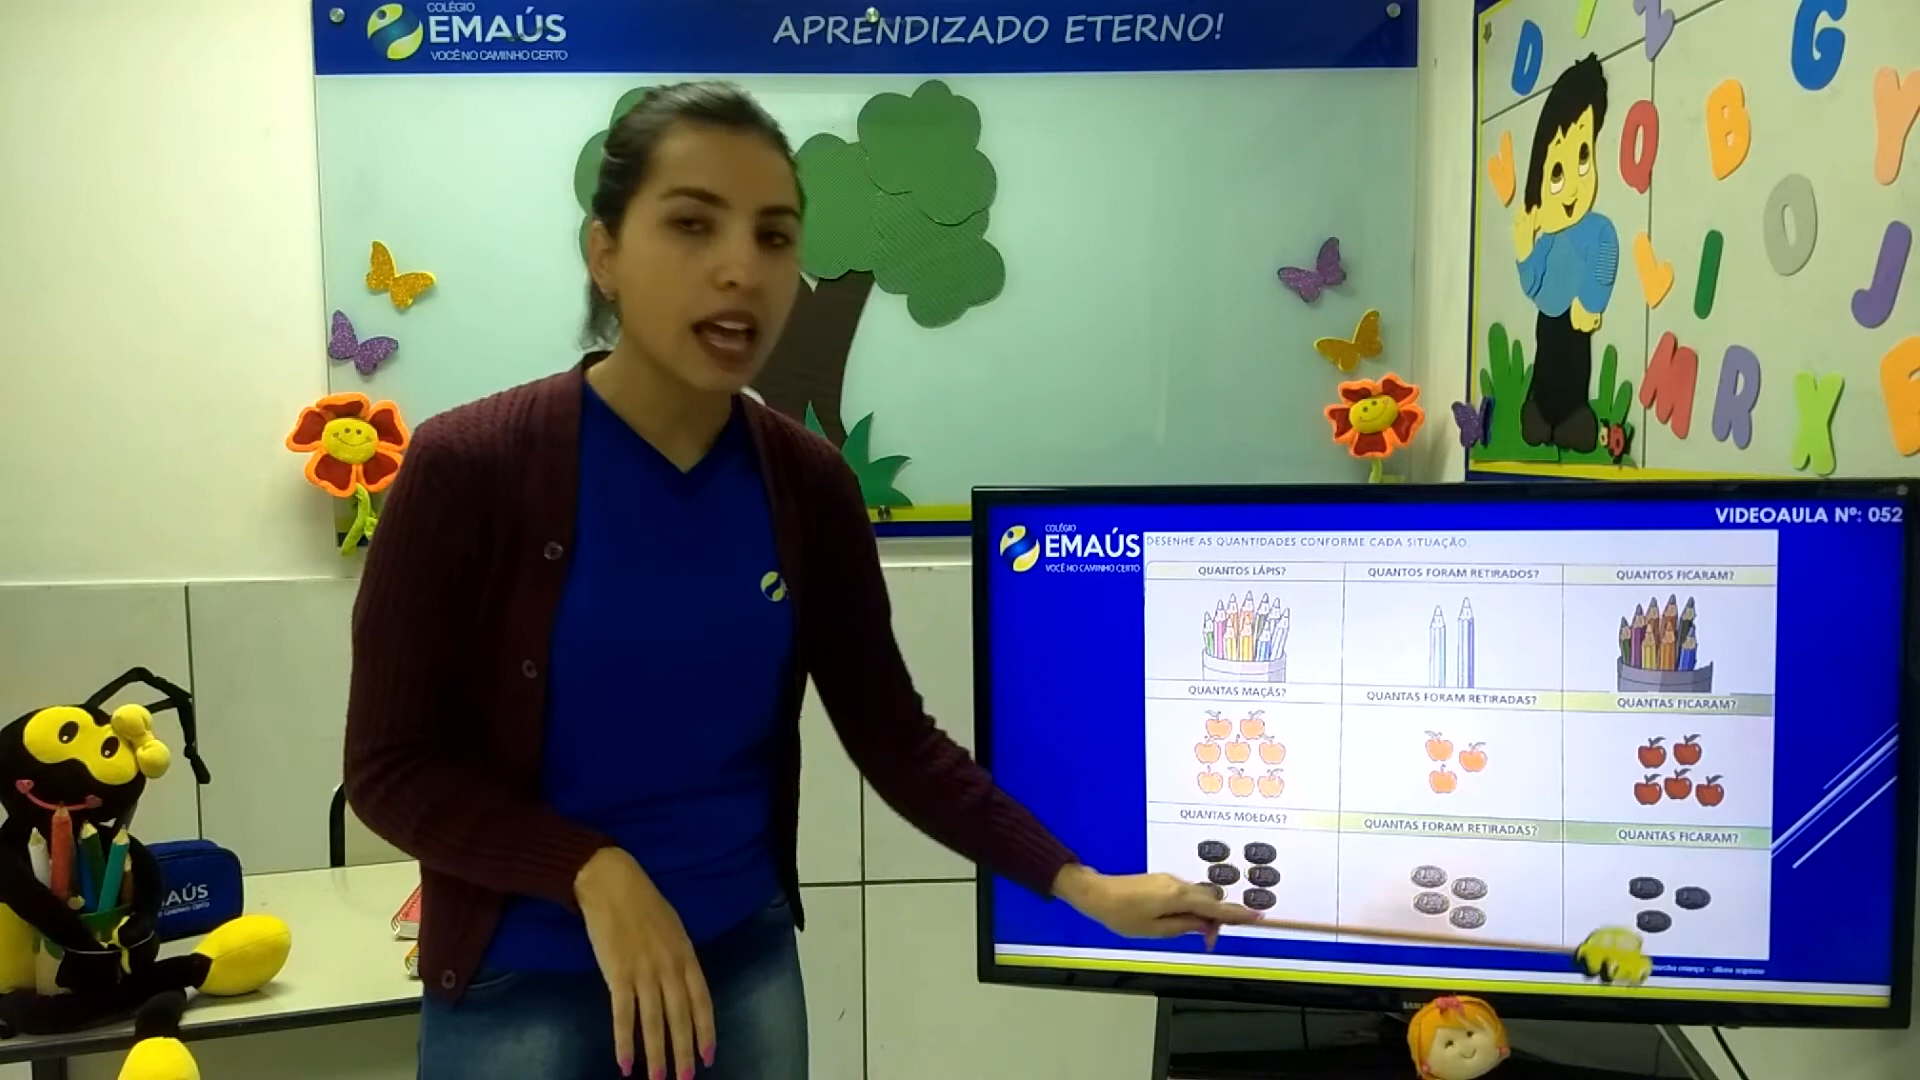 COLÉGIO
EMAÚS
VOCÊ NO CAMINHO CERTO
APRENDIZADO ETERNO!
D
G
V
Q
B
Y
L
I
O
J
M
R
X
VIDEOAULA Nº: 052
COLÉGIO
EMAÚS
VOCÊ NO CAMINHO CERTO
DESENHE AS QUANTIDADES CONFORME CADA SITUAÇÃO.
QUANTOS LÁPIS?
QUANTOS FORAM RETIRADOS?
QUANTOS FICARAM?
QUANTAS MAÇÃS?
QUANTAS FORAM RETIRADAS?
QUANTAS FICARAM?
QUANTAS MOEDAS?
QUANTAS FORAM RETIRADAS?
QUANTAS FICARAM?